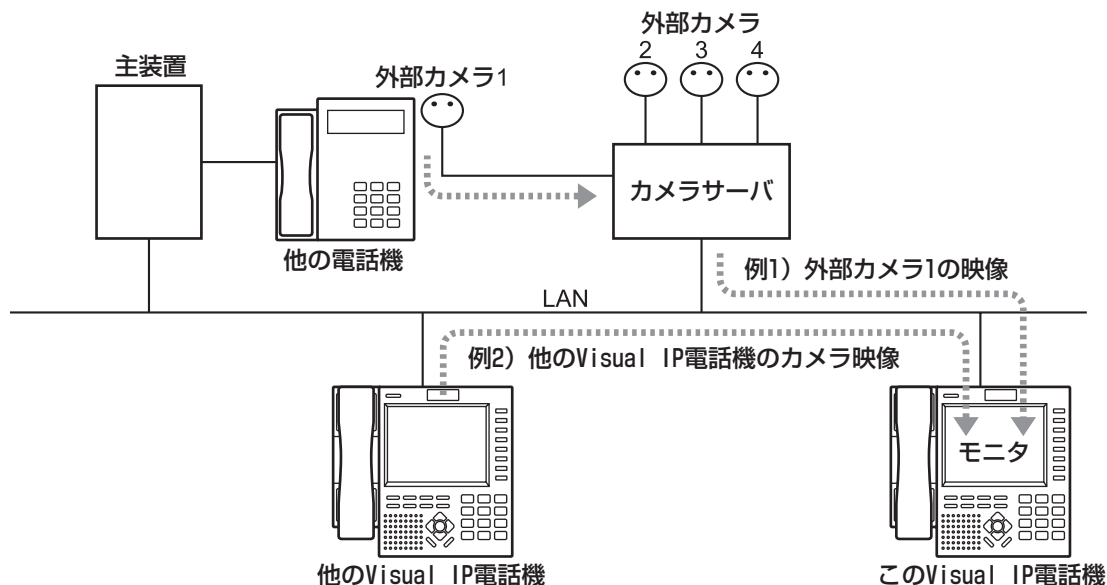 外部カメラ
2 3 4
主装置
外部カメラ1
カメラサーバ
他の電話機
例1）外部カメラ1の映像
LAN
例2）他のVisual IP電話機のカメラ映像
モニタ
他のVisual IP電話機
このVisual IP電話機